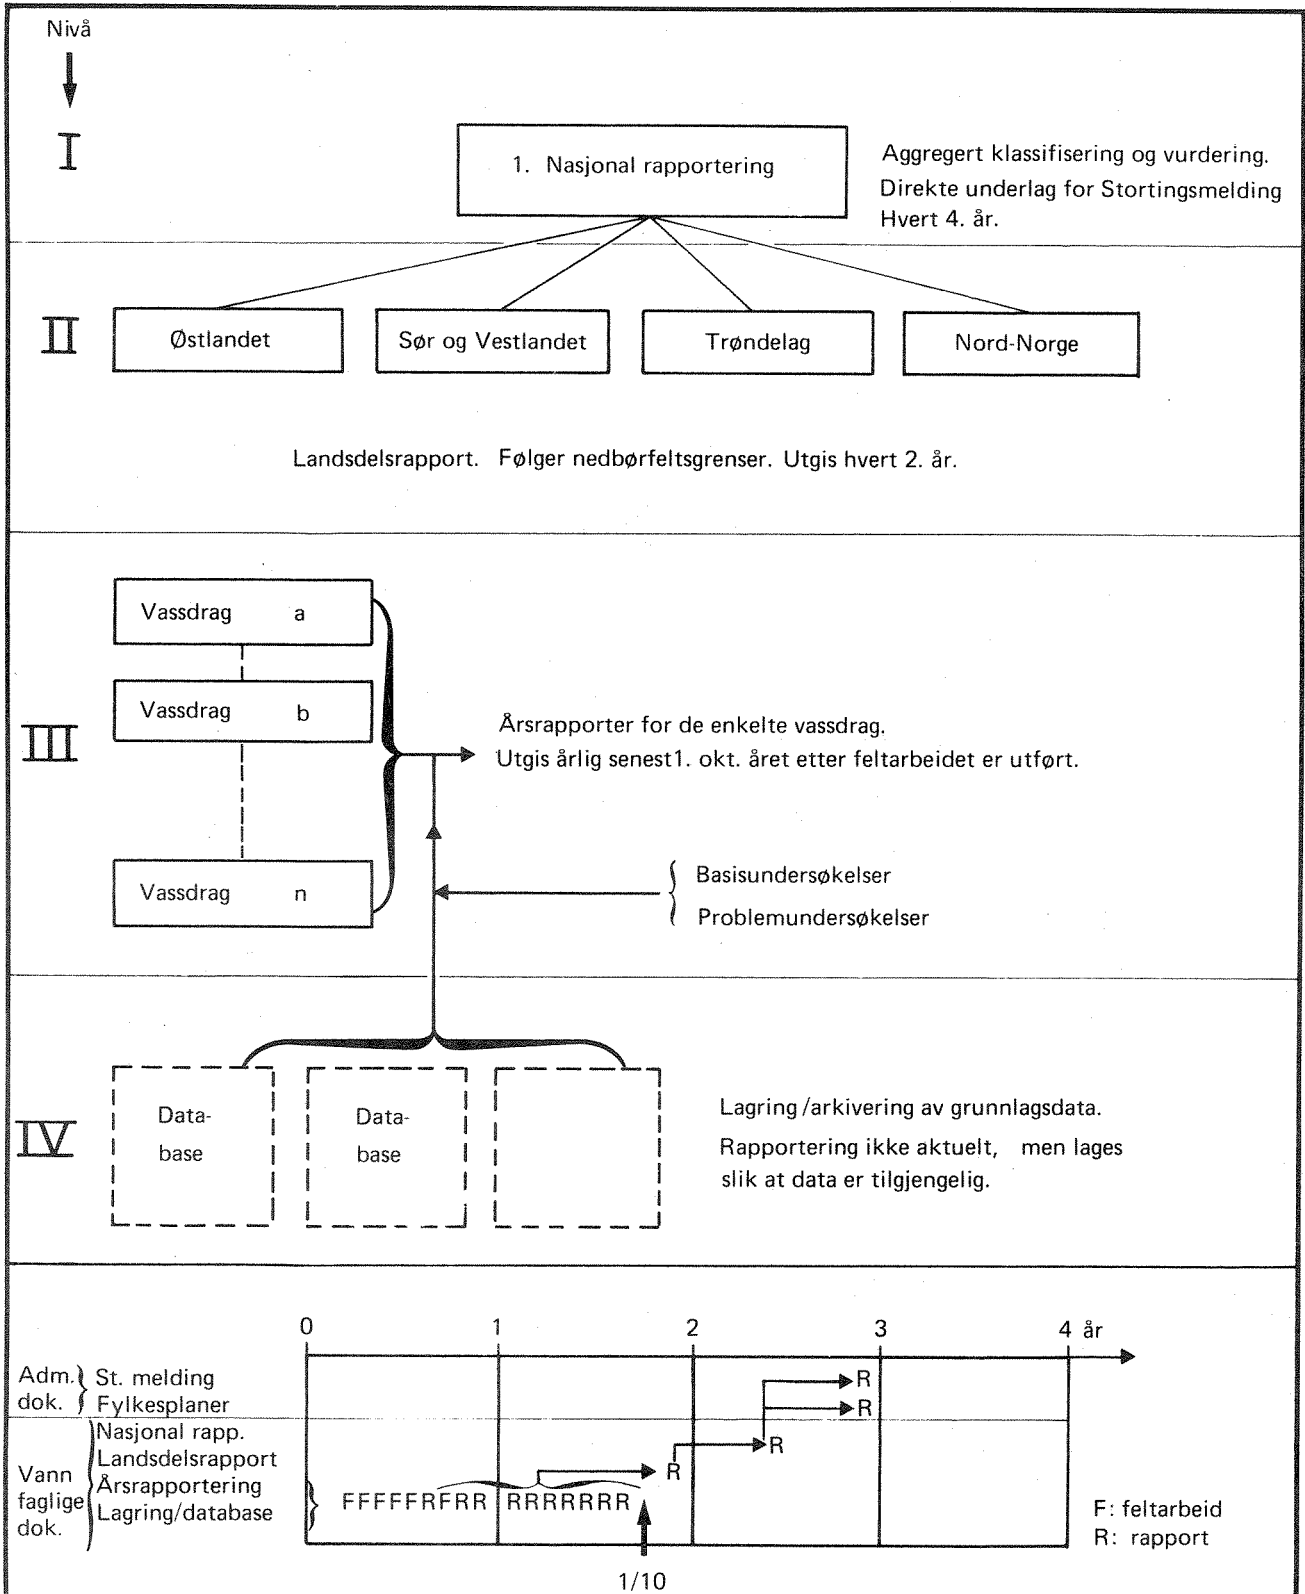 Nivå
I
1. Nasjonal rapportering
Aggregert klassifisering og vurdering.
Direkte underlag for Stortingsmelding
Hvert 4. år.
II
Østlandet
Sør og Vestlandet
Trøndelag
Nord-Norge
Landsdelsrapport. Følger nedbørfeltsgrenser. Utgis hvert 2. år.
III
Vassdrag a
Vassdrag b
Vassdrag n
Årsrapporter for de enkelte vassdrag.
Utgis årlig senest1. okt. året etter feltarbeidet er utført.
Basisundersøkelser
Problemundersøkelser
IV
Data-
base
Data-
base
Lagring/arkivering av grunnlagsdata.
Rapportering ikke aktuelt, men lages
slik at data er tilgjengelig.
0 1 2 3 4 år
Adm.
dok.
St. melding
Fylkesplaner
R
R
Vann
faglige
dok.
Nasjonal rapp.
Landsdelsrapport
Årsrapportering
Lagring/database
R
R
FFFFFRFRR RRRRRRR
F: feltarbeid
R: rapport
1/10